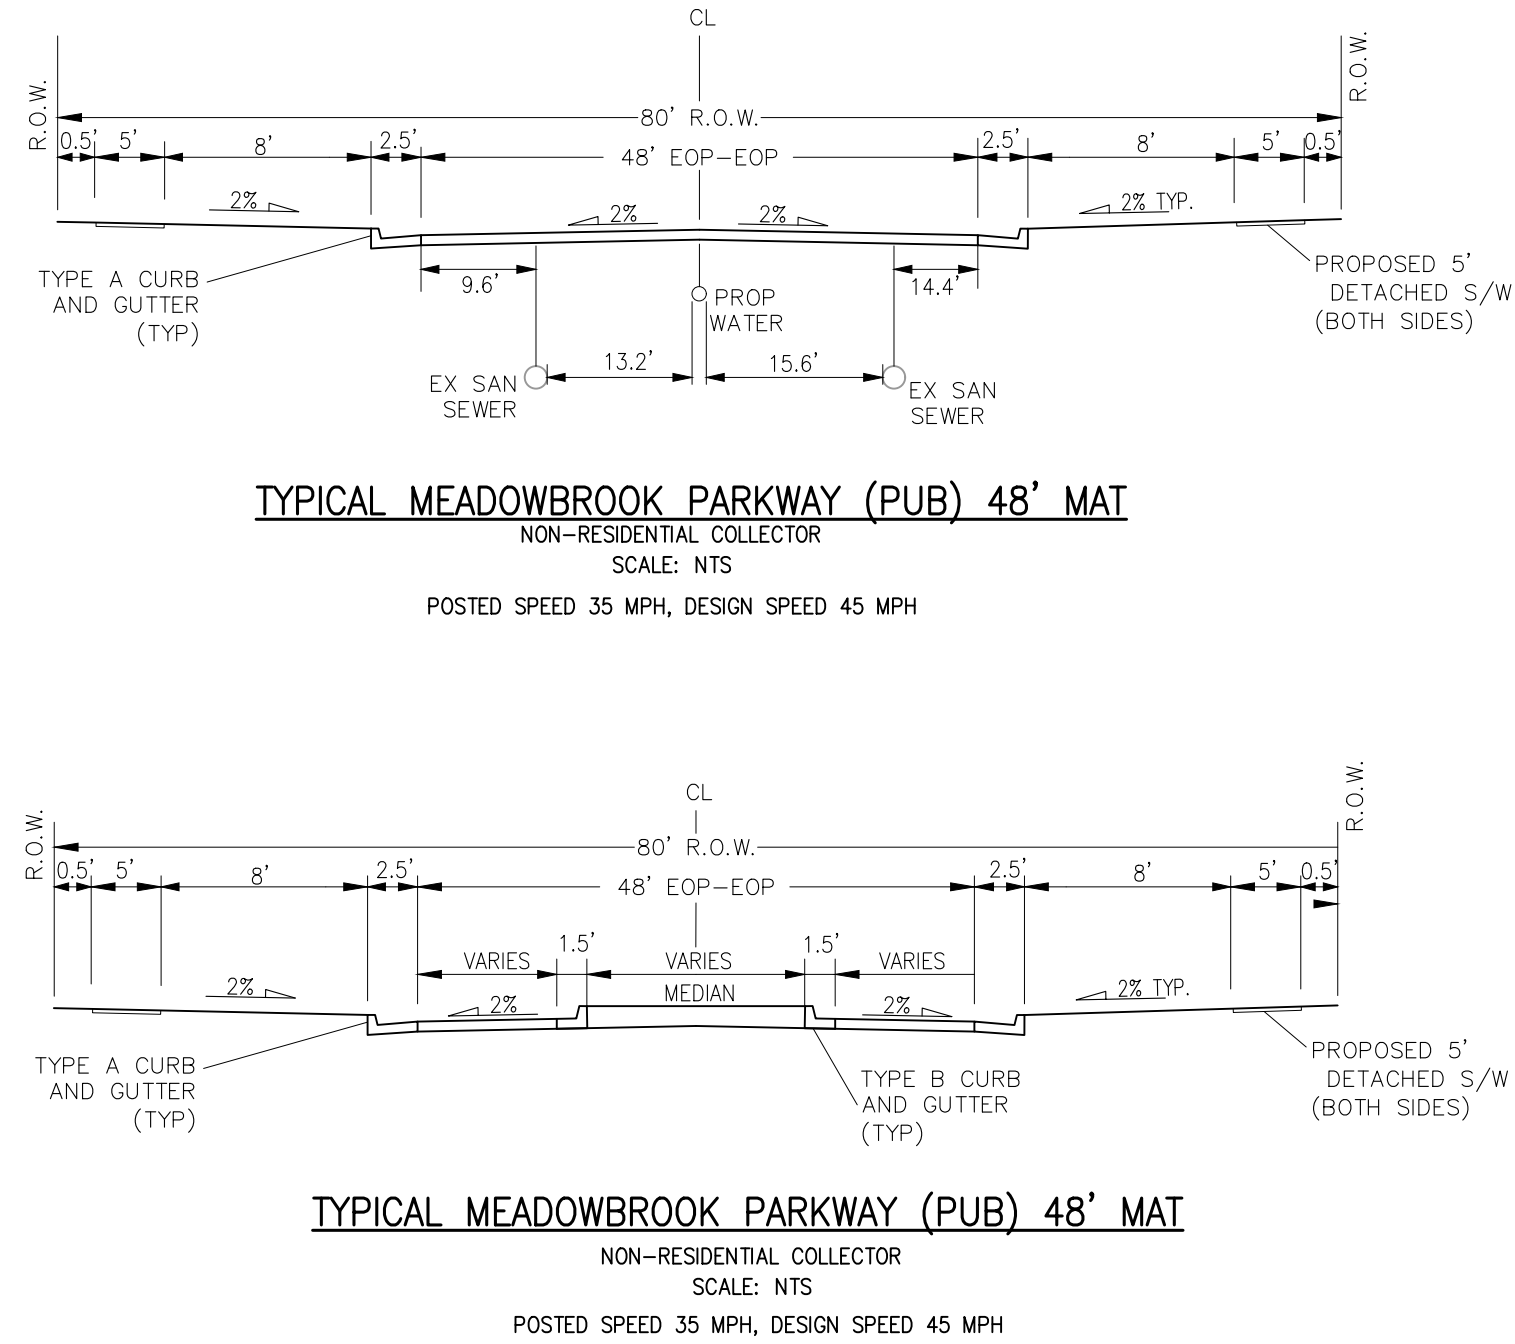 CL
R.O.W.
R.O.W.
80' R.O.W.
0.5' 5' 8' 2.5' 48' EOP-EOP 2.5' 8' 5' 0.5'
2% 2% 2% 2% TYP.
TYPE A CURB
AND GUTTER
(TYP)
9.6'
14.4'
PROP
WATER
PROPOSED 5'
DETACHED S/W
(BOTH SIDES)
13.2' 15.6'
EX SAN
SEWER
EX SAN
SEWER
TYPICAL MEADOWBROOK PARKWAY (PUB) 48' MAT
NON-RESIDENTIAL COLLECTOR
SCALE: NTS
POSTED SPEED 35 MPH, DESIGN SPEED 45 MPH
CL
R.O.W.
R.O.W.
80' R.O.W.
0.5' 5' 8' 2.5' 48' EOP-EOP 2.5' 8' 5' 0.5'
1.5' 1.5'
VARIES VARIES VARIES
MEDIAN
2% 2% 2% 2% TYP.
TYPE A CURB
AND GUTTER
(TYP)
TYPE B CURB
AND GUTTER
(TYP)
PROPOSED 5'
DETACHED S/W
(BOTH SIDES)
TYPICAL MEADOWBROOK PARKWAY (PUB) 48' MAT
NON-RESIDENTIAL COLLECTOR
SCALE: NTS
POSTED SPEED 35 MPH, DESIGN SPEED 45 MPH